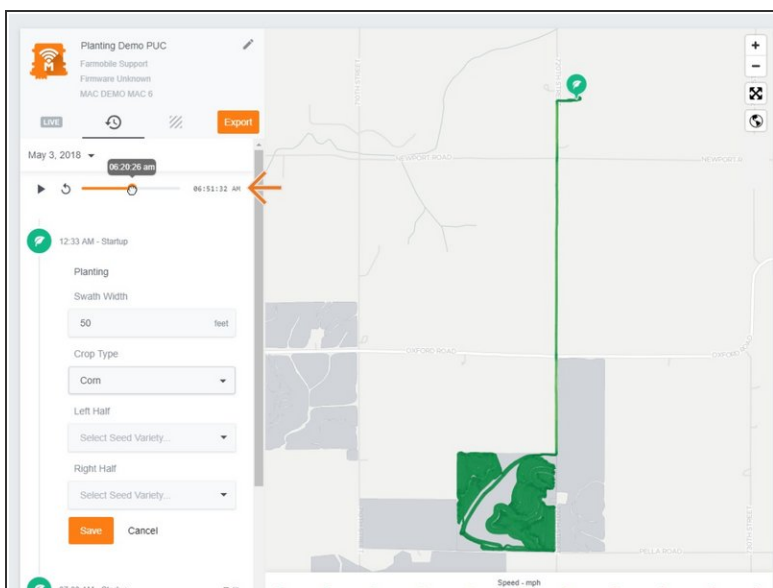 Planting Demo PUC
Farmobile Support
Firmware Unknown
MAC DEMO MAC 6
LIVE
Export
May 3, 2018
06:20:26 am
06:51:32 AM
12:33 AM - Startup
Planting
Swath Width
50 feet
Crop Type
Corn
Left Half
Select Seed Variety...
Right Half
Select Seed Variety...
Save Cancel
NEWPORT ROAD
NEWPORT R
OXFORD ROAD
OXFORD ROAD
PELLA ROAD
Speed - mph